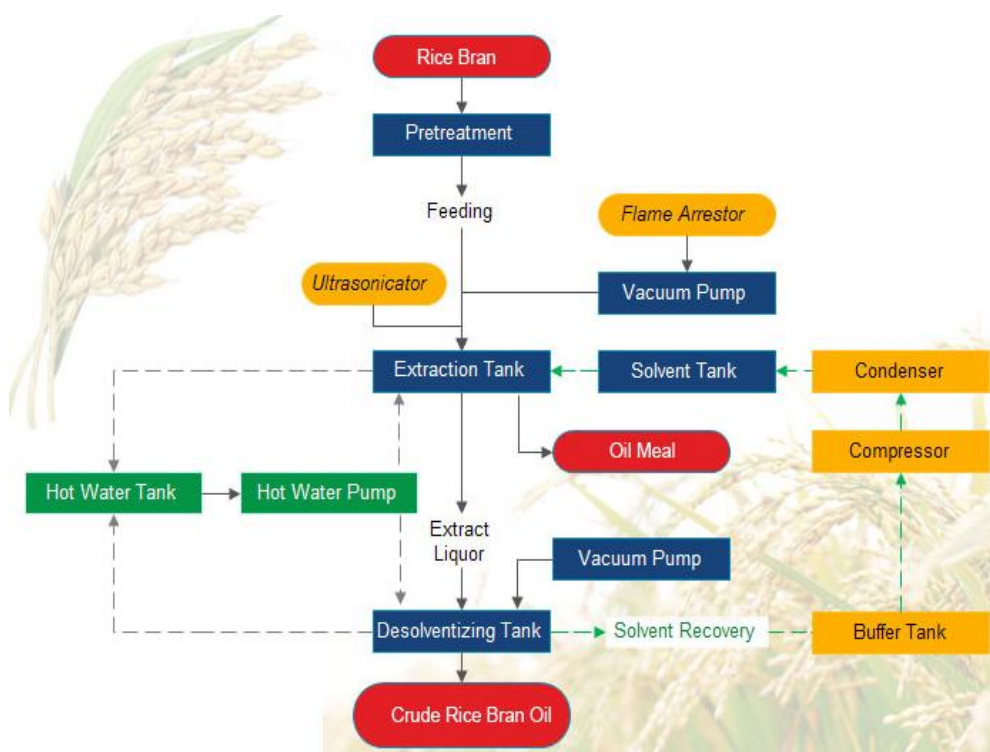 Rice Bran
Pretreatment
Feeding
Flame Arrestor
Ultrasonicator
Vacuum Pump
Extraction Tank
Solvent Tank
Condenser
Oil Meal
Compressor
Hot Water Tank
Hot Water Pump
Extract
Liquor
Vacuum Pump
Desolventizing Tank
Solvent Recovery
Buffer Tank
Crude Rice Bran Oil